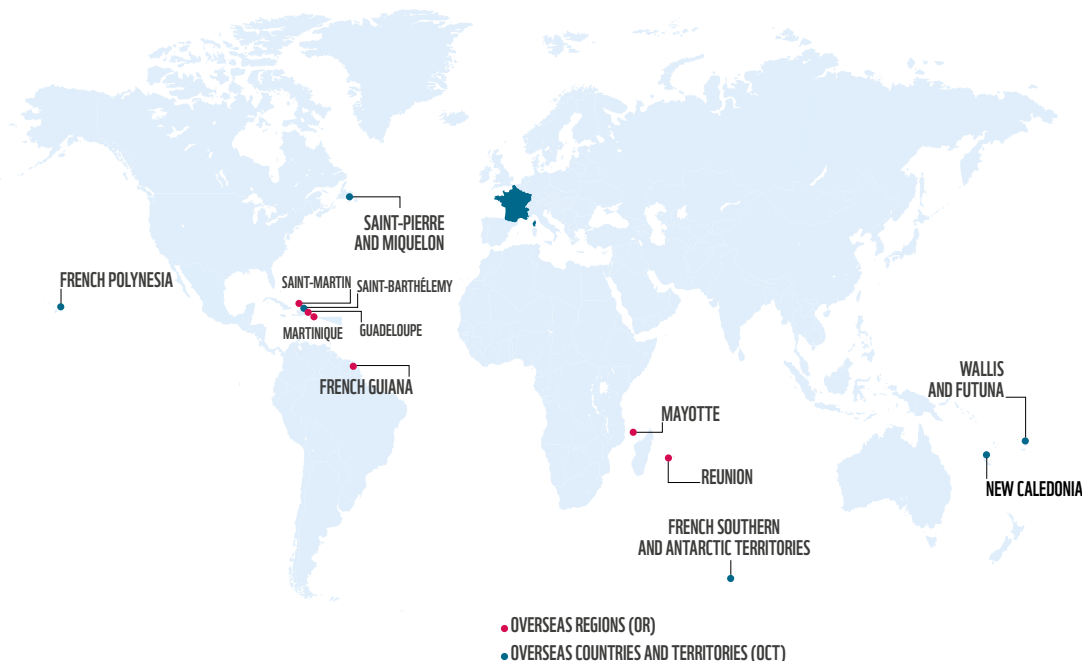 SAINT-PIERRE
AND MIQUELON
FRENCH POLYNESIA
SAINT-MARTIN
SAINT-BARTHÉLEMY
MARTINIQUE
GUADELOUPE
FRENCH GUIANA
WALLIS
AND FUTUNA
MAYOTTE
REUNION
NEW CALEDONIA
FRENCH SOUTHERN
AND ANTARCTIC TERRITORIES
OVERSEAS REGIONS (OR)
OVERSEAS COUNTRIES AND TERRITORIES (OCT)